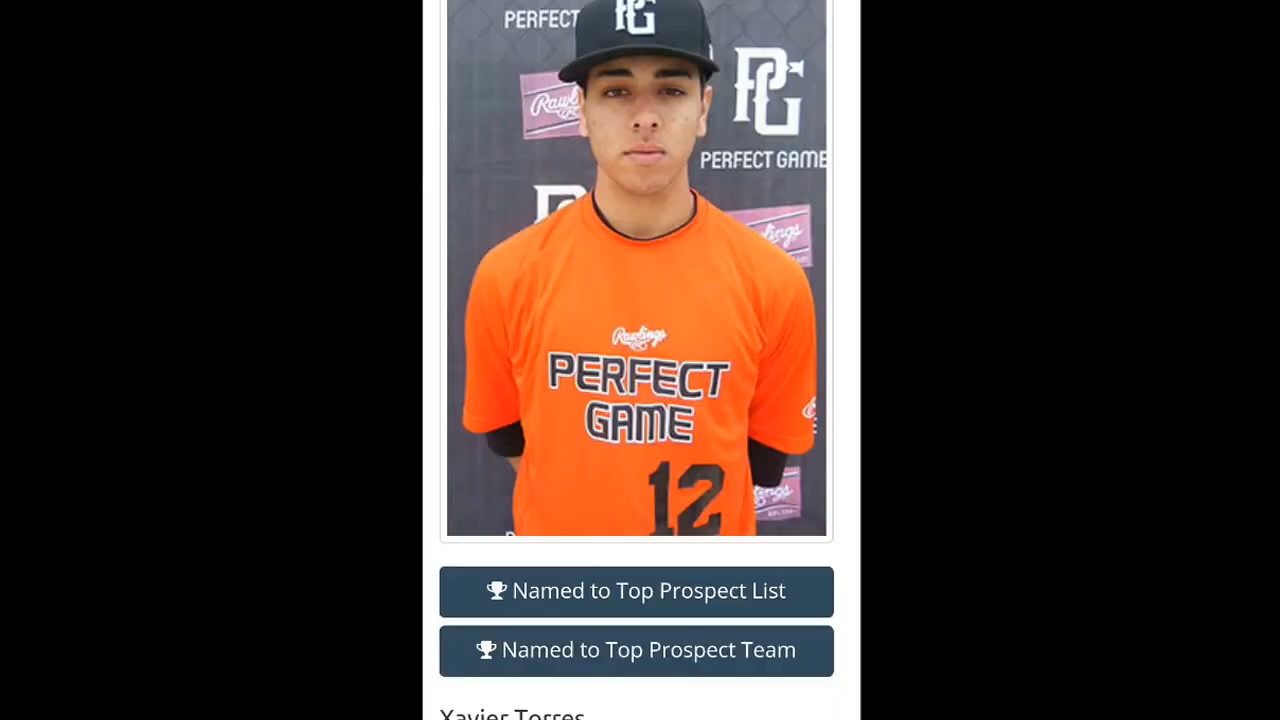 PERFECT
PG
PG
Rawlings
PERFECT GAME
Rawlings
PERFECT
GAME
12
Named to Top Prospect List
Named to Top Prospect Team
Xavier Torres